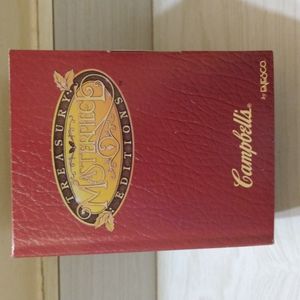 TREASURY
MASTERPIECE
EDITIONS
Campbell's®
by ENESCO